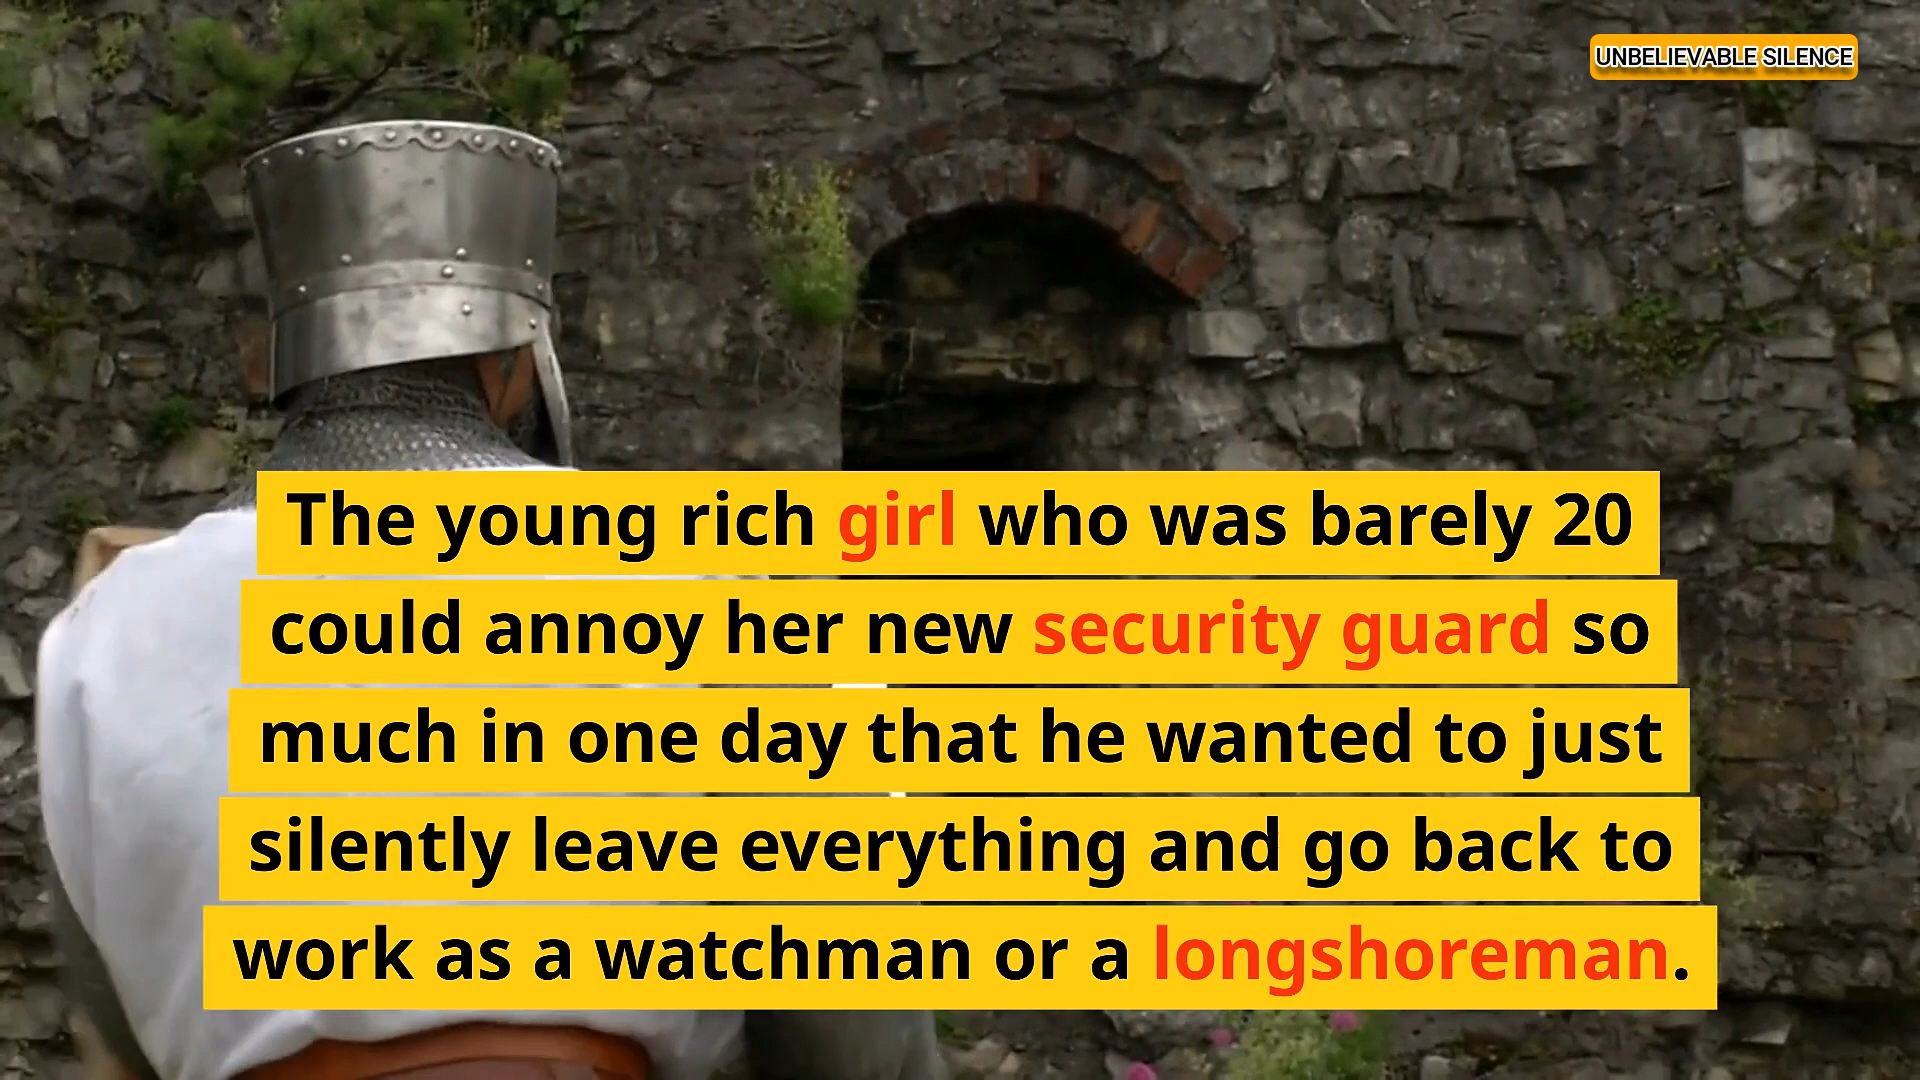 UNBELIEVABLE SILENCE
The young rich girl who was barely 20
could annoy her new security guard so
much in one day that he wanted to just
silently leave everything and go back to
work as a watchman or a longshoreman.